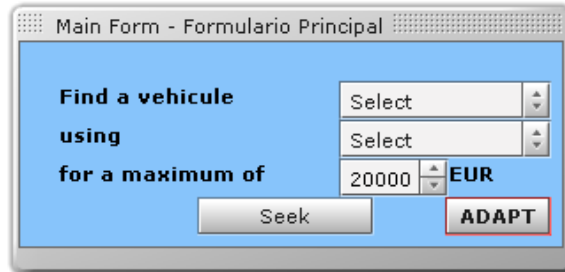 Main Form - Formulario Principal
Find a vehicule Select
using Select
for a maximum of 20000 EUR
Seek ADAPT